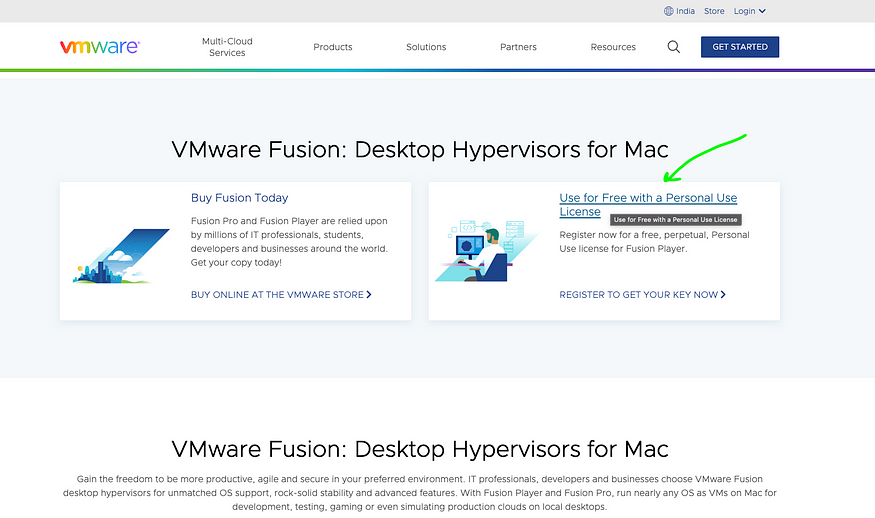 India Store Login
vmware
Multi-Cloud
Services
Products
Solutions
Partners
Resources
GET STARTED
VMware Fusion: Desktop Hypervisors for Mac
Buy Fusion Today
Fusion Pro and Fusion Player are relied upon
by millions of IT professionals, students,
developers and businesses around the world.
Get your copy today!
BUY ONLINE AT THE VMWARE STORE
Use for Free with a Personal Use
License
Use for Free with a Personal Use License
Register now for a free, perpetual, Personal
Use license for Fusion Player.
REGISTER TO GET YOUR KEY NOW
VMware Fusion: Desktop Hypervisors for Mac
Gain the freedom to be more productive, agile and secure in your preferred environment. IT professionals, developers and businesses choose VMware Fusion
desktop hypervisors for unmatched OS support, rock-solid stability and advanced features. With Fusion Player and Fusion Pro, run nearly any OS as VMs on Mac for
development, testing, gaming or even simulating production clouds on local desktops.